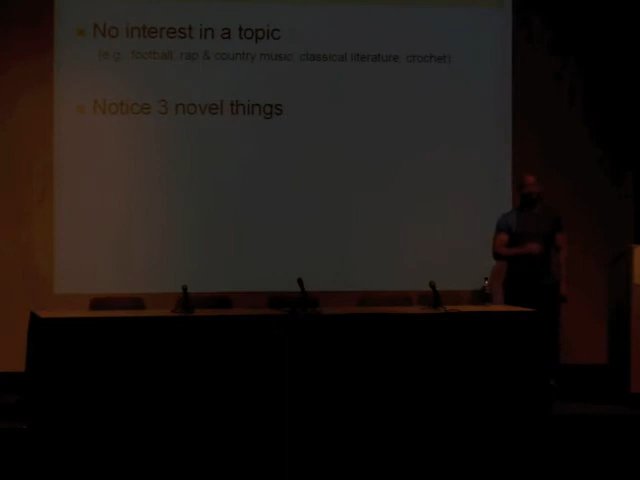 No interest in a topic
(e.g. football, rap & country music, classical literature, crochet)
Notice 3 novel things